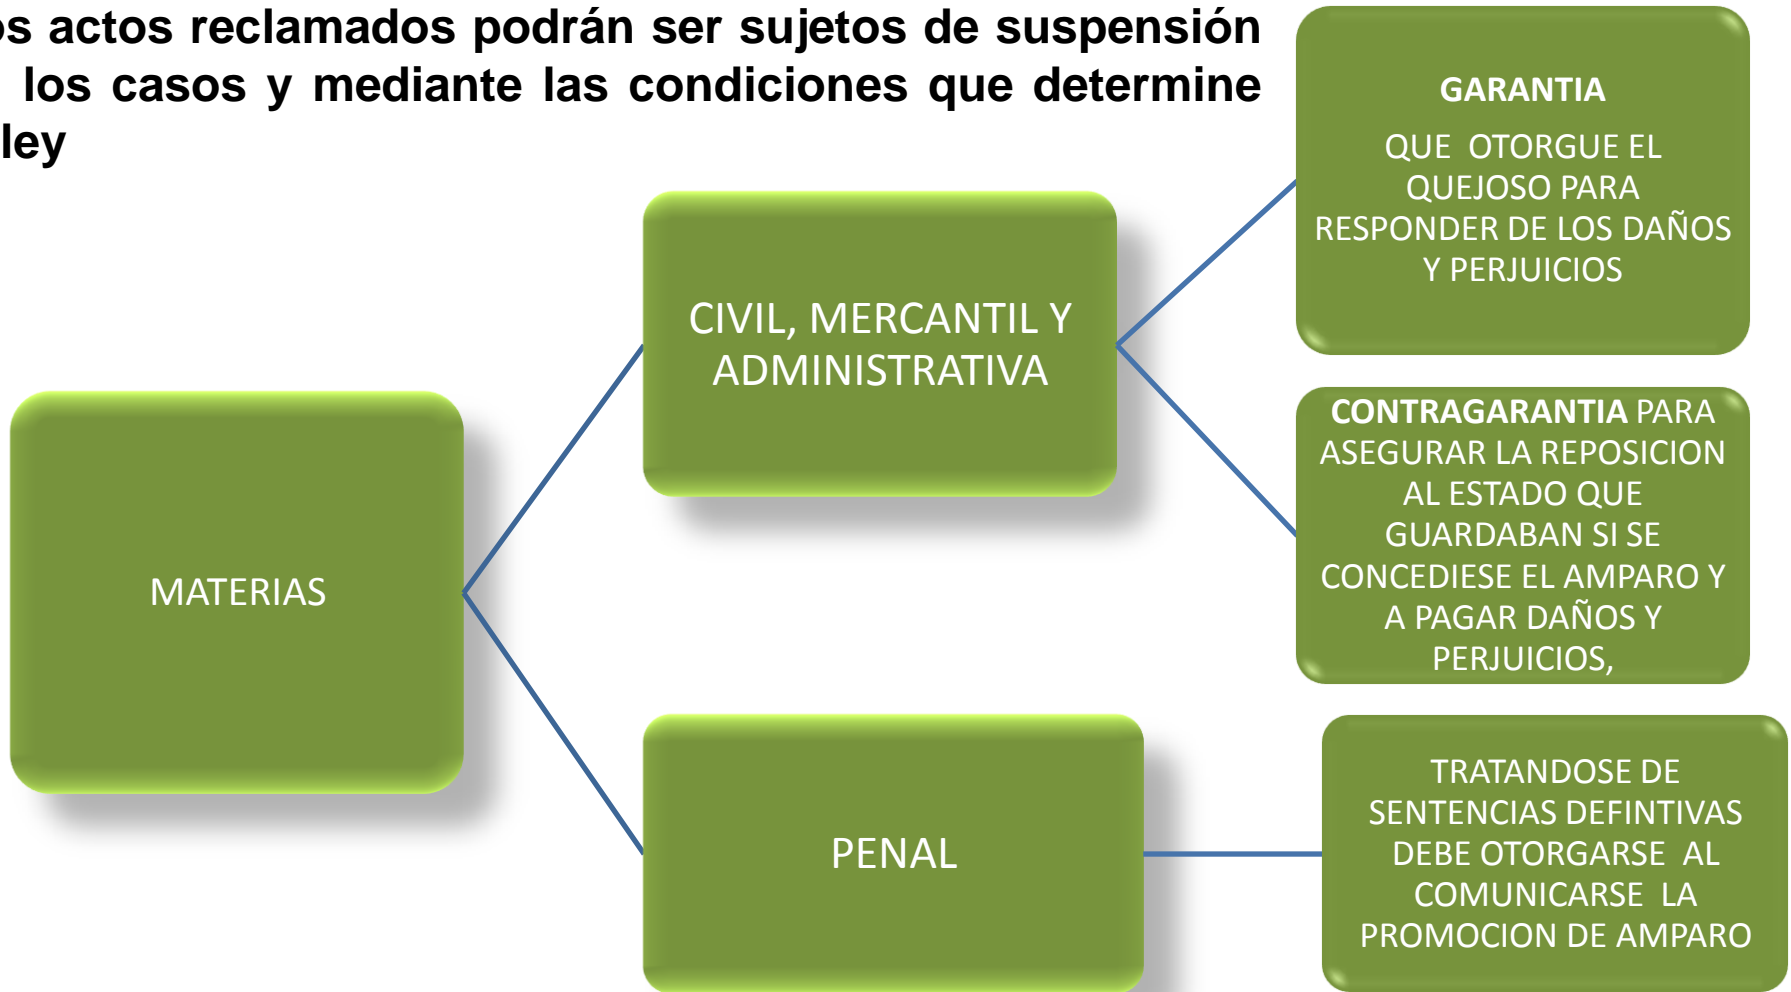 os actos reclamados podrán ser sujetos de suspensión
los casos y mediante las condiciones que determine
ley
MATERIAS
CIVIL, MERCANTIL Y
ADMINISTRATIVA
GARANTIA
QUE OTORGUE EL
QUEJOSO PARA
RESPONDER DE LOS DAÑOS
Y PERJUICIOS
CONTRAGARANTIA PARA
ASEGURAR LA REPOSICION
AL ESTADO QUE
GUARDABAN SI SE
CONCEDIESE EL AMPARO Y
A PAGAR DAÑOS Y
PERJUICIOS,
PENAL
TRATANDOSE DE
SENTENCIAS DEFINTIVAS
DEBE OTORGARSE AL
COMUNICARSE LA
PROMOCION DE AMPARO